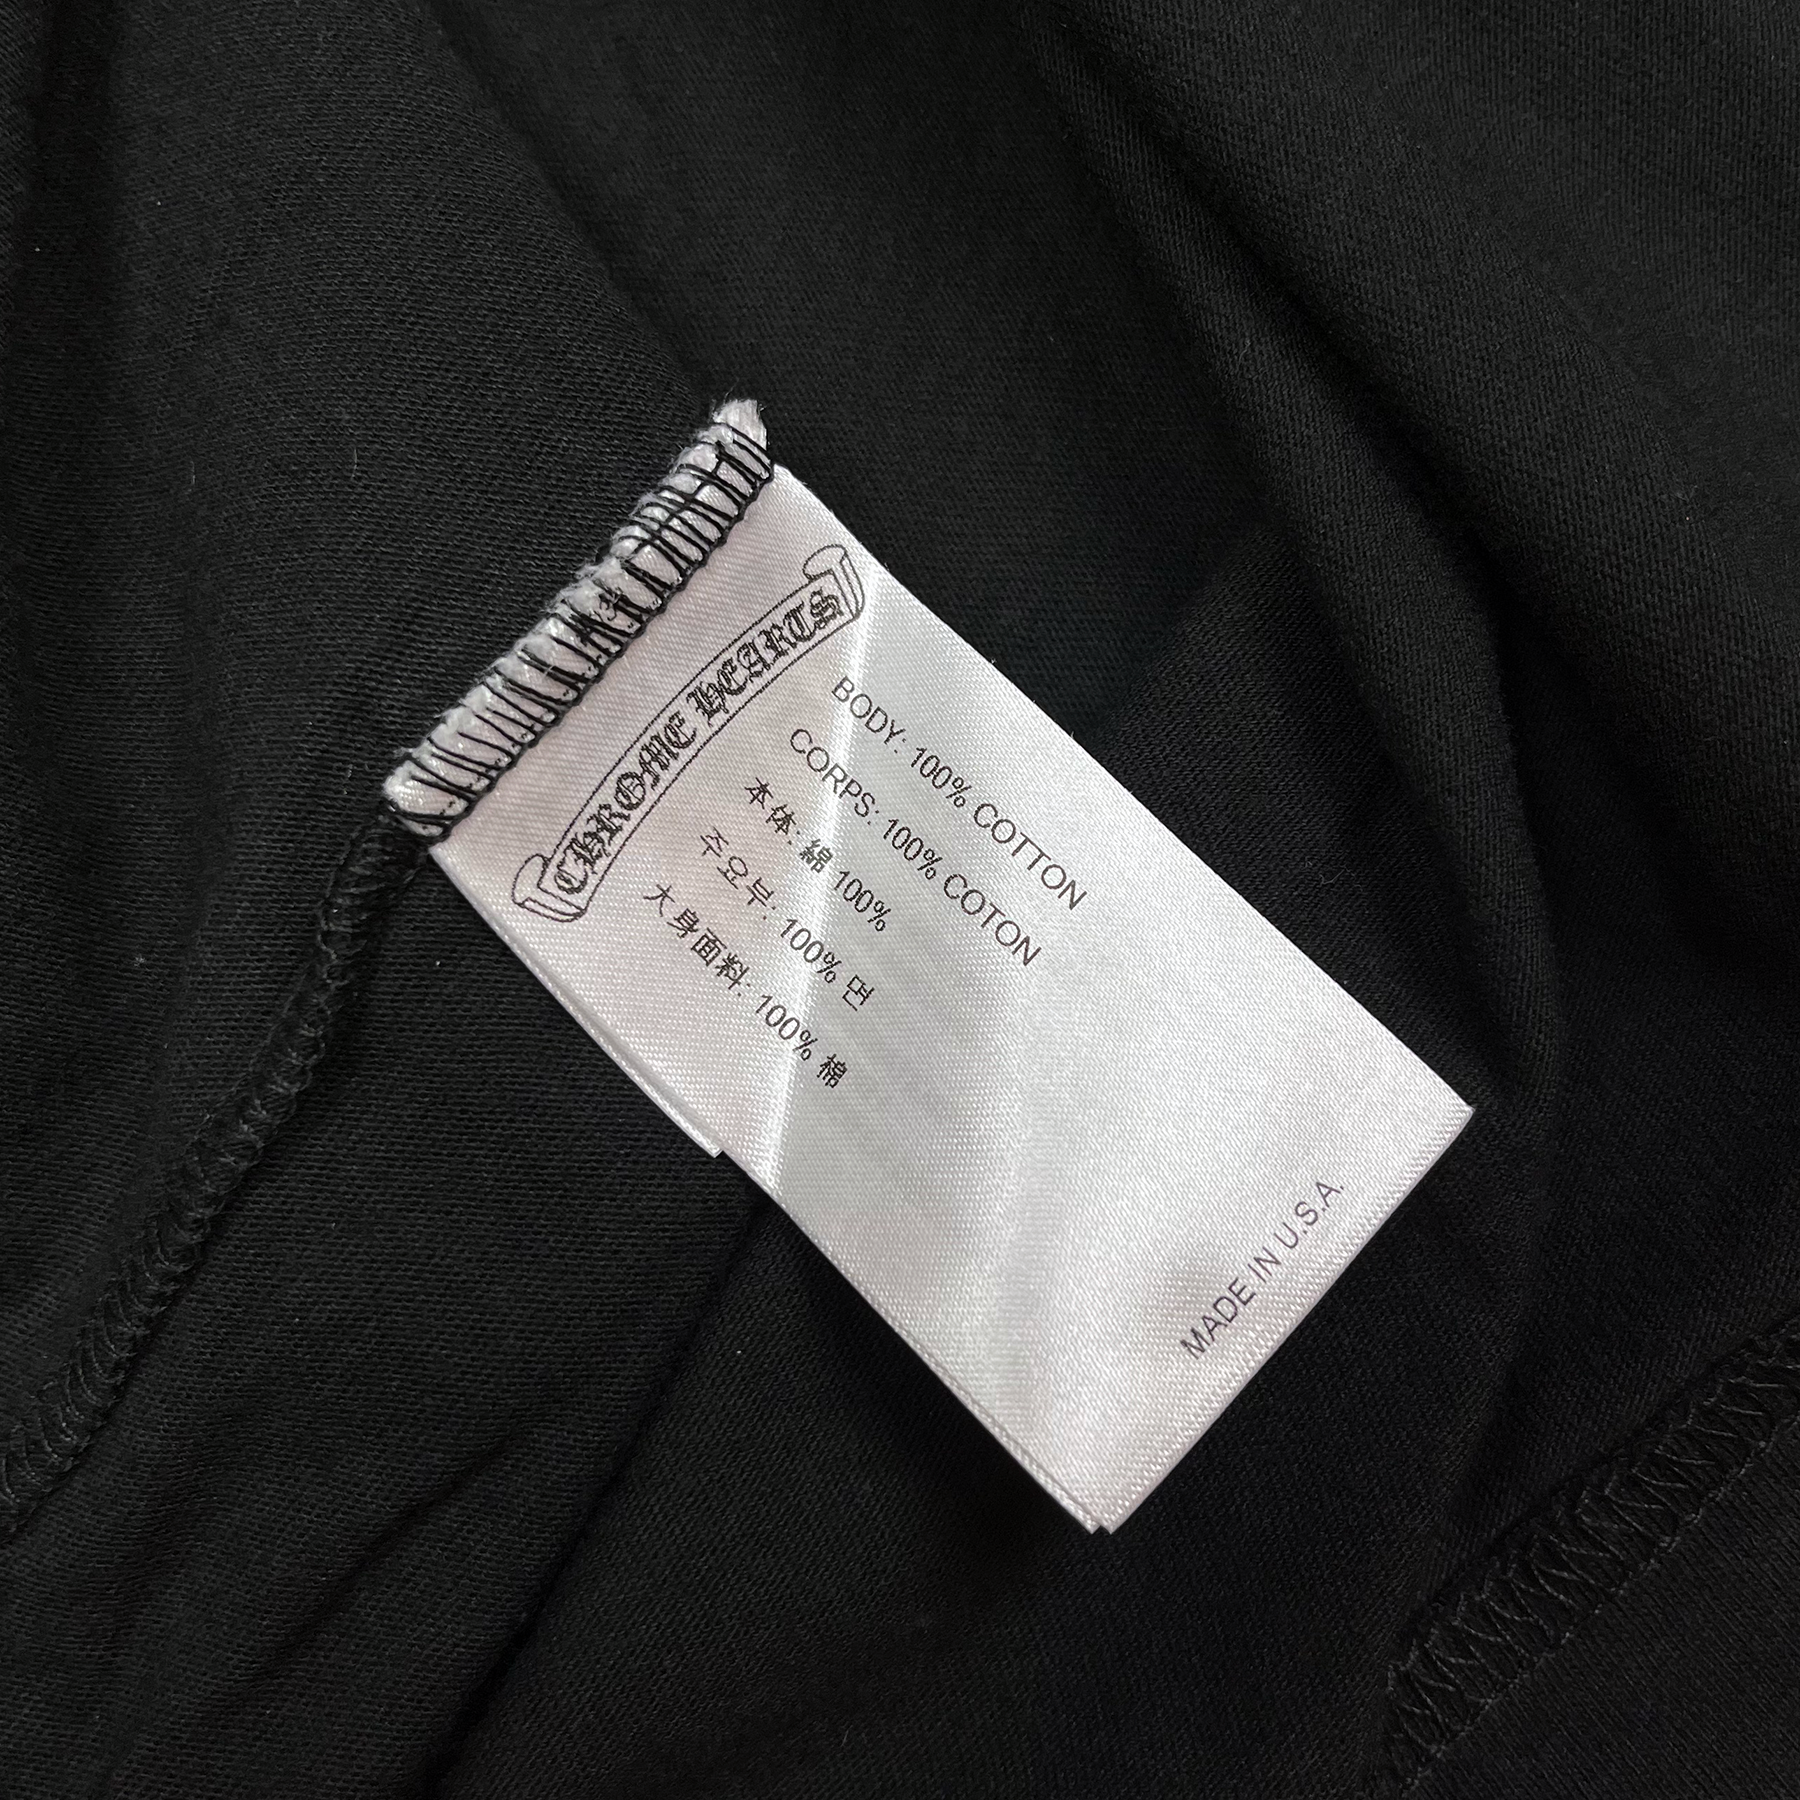 CHROME HEARTS
BODY: 100% COTTON
CORPS: 100% COTON
本体: 綿 100%
주요부: 100% 면
大身面料: 100% 棉
MADE IN U.S.A.